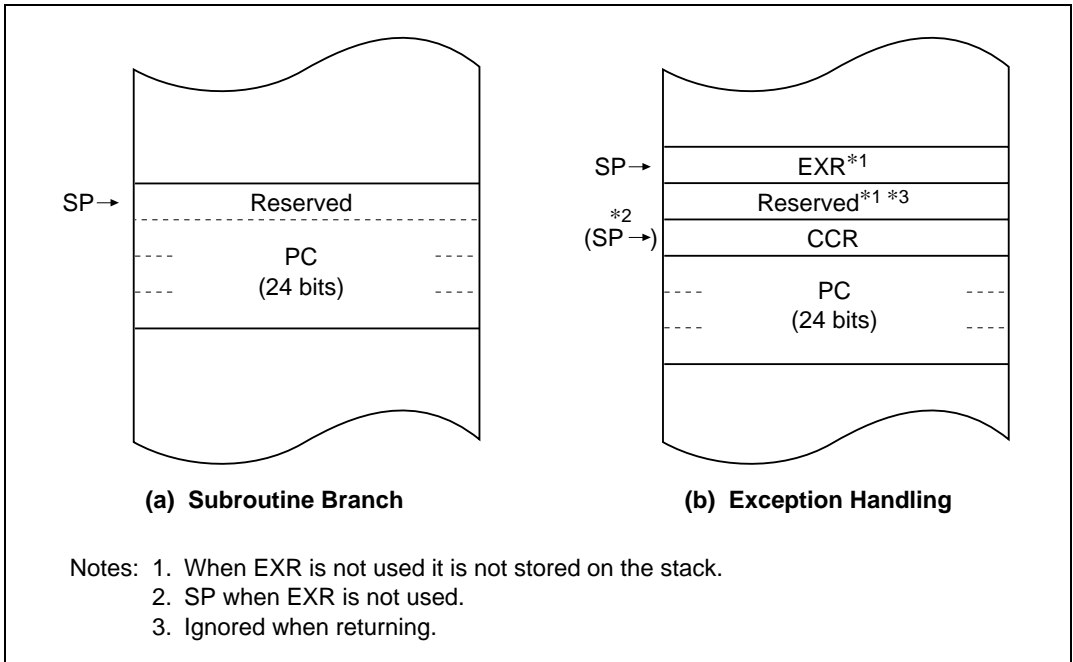 SP→
Reserved
PC
(24 bits)
(a) Subroutine Branch
SP→
EXR*1
Reserved*1 *3
*2
(SP→)
CCR
PC
(24 bits)
(b) Exception Handling
Notes: 1. When EXR is not used it is not stored on the stack.
2. SP when EXR is not used.
3. Ignored when returning.